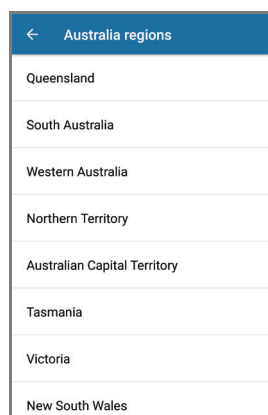 Australia regions
Queensland
South Australia
Western Australia
Northern Territory
Australian Capital Territory
Tasmania
Victoria
New South Wales